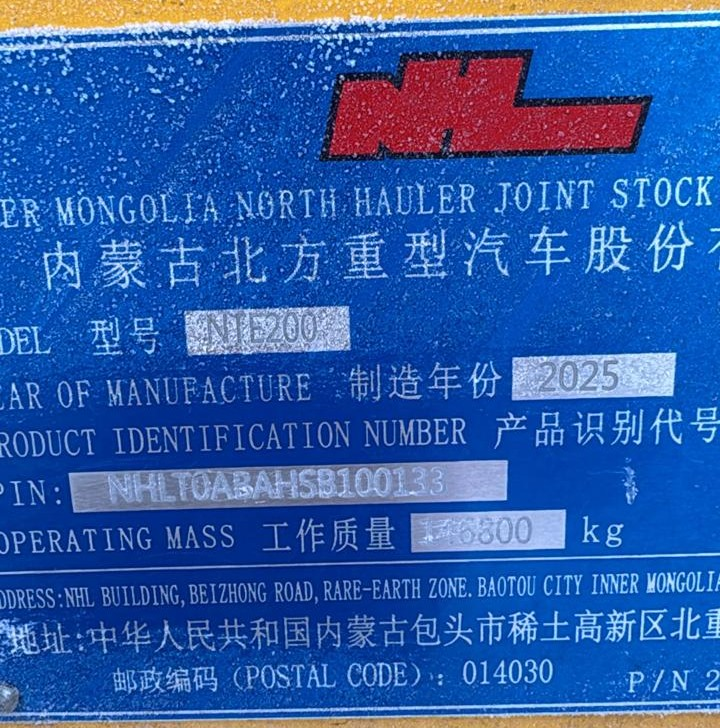 NHL
ER MONGOLIA NORTH HAULER JOINT STOCK
内蒙古北方重型汽车股份有
ODEL 型号 NTE200
EAR OF MANUFACTURE 制造年份 2025
RODUCT IDENTIFICATION NUMBER 产品识别代号
PIN: NHLT0ABAHSB100133
OPERATING MASS 工作质量 146800 kg
DDRESS:NHL BUILDING,BEIZHONG ROAD,RARE-EARTH ZONE.BAOTOU CITY INNER MONGOLIA
地址:中华人民共和国内蒙古包头市稀土高新区北重
邮政编码 (POSTAL CODE): 014030
P/N 2